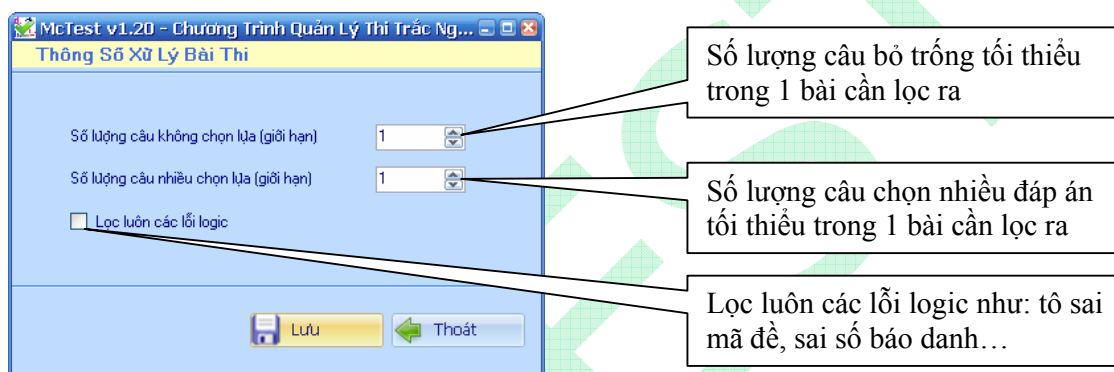 McTest v1.20 - Chương Trình Quản Lý Thi Trắc Ng...
Thông Số Xử Lý Bài Thi
Số lượng câu không chọn lựa (giới hạn)
1
Số lượng câu nhiều chọn lựa (giới hạn)
1
Lọc luôn các lỗi logic
Lưu
Thoát
Số lượng câu bỏ trống tối thiểu
trong 1 bài cần lọc ra
Số lượng câu chọn nhiều đáp án
tối thiểu trong 1 bài cần lọc ra
Lọc luôn các lỗi logic như: tô sai
mã đề, sai số báo danh…